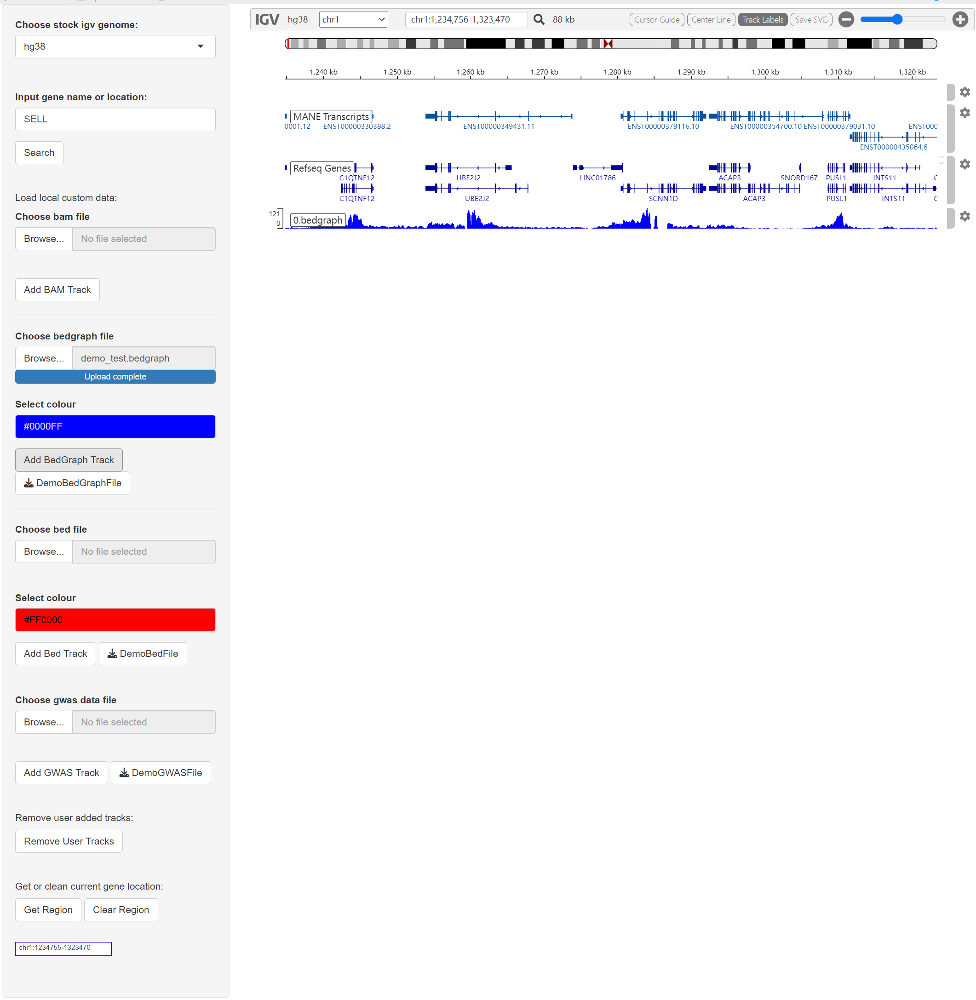 Choose stock igv genome:
hg38
Input gene name or location:
SELL
Search
Load local custom data:
Choose bam file
Browse... No file selected
Add BAM Track
Choose bedgraph file
Browse... demo_test.bedgraph
Upload complete
Select colour
#0000FF
Add BedGraph Track
DemoBedGraphFile
Choose bed file
Browse... No file selected
Select colour
#FF0000
Add Bed Track DemoBedFile
Choose gwas data file
Browse... No file selected
Add GWAS Track DemoGWASFile
Remove user added tracks:
Remove User Tracks
Get or clean current gene location:
Get Region Clear Region
chr1:1234755-1323470
IGV hg38 chr1 chr1:1,234,756-1,323,470 88 kb Cursor Guide Center Line Track Labels Save SVG
1,240 kb 1,250 kb 1,260 kb 1,270 kb 1,280 kb 1,290 kb 1,300 kb 1,310 kb 1,320 kb
MANE Transcripts
0001.12 ENST00000330388.2 ENST00000349431.11 ENST00000379116.10 ENST00000354700.10 ENST00000379031.10 ENST000
ENST00000435064.6
Refseq Genes
C1QTNF12 UBE2J2 LINC01786 ACAP3 SNORD167 PUSL1 INTS11 C
C1QTNF12 UBE2J2 SCNN1D ACAP3 PUSL1 INTS11 C
121
0
0.bedgraph